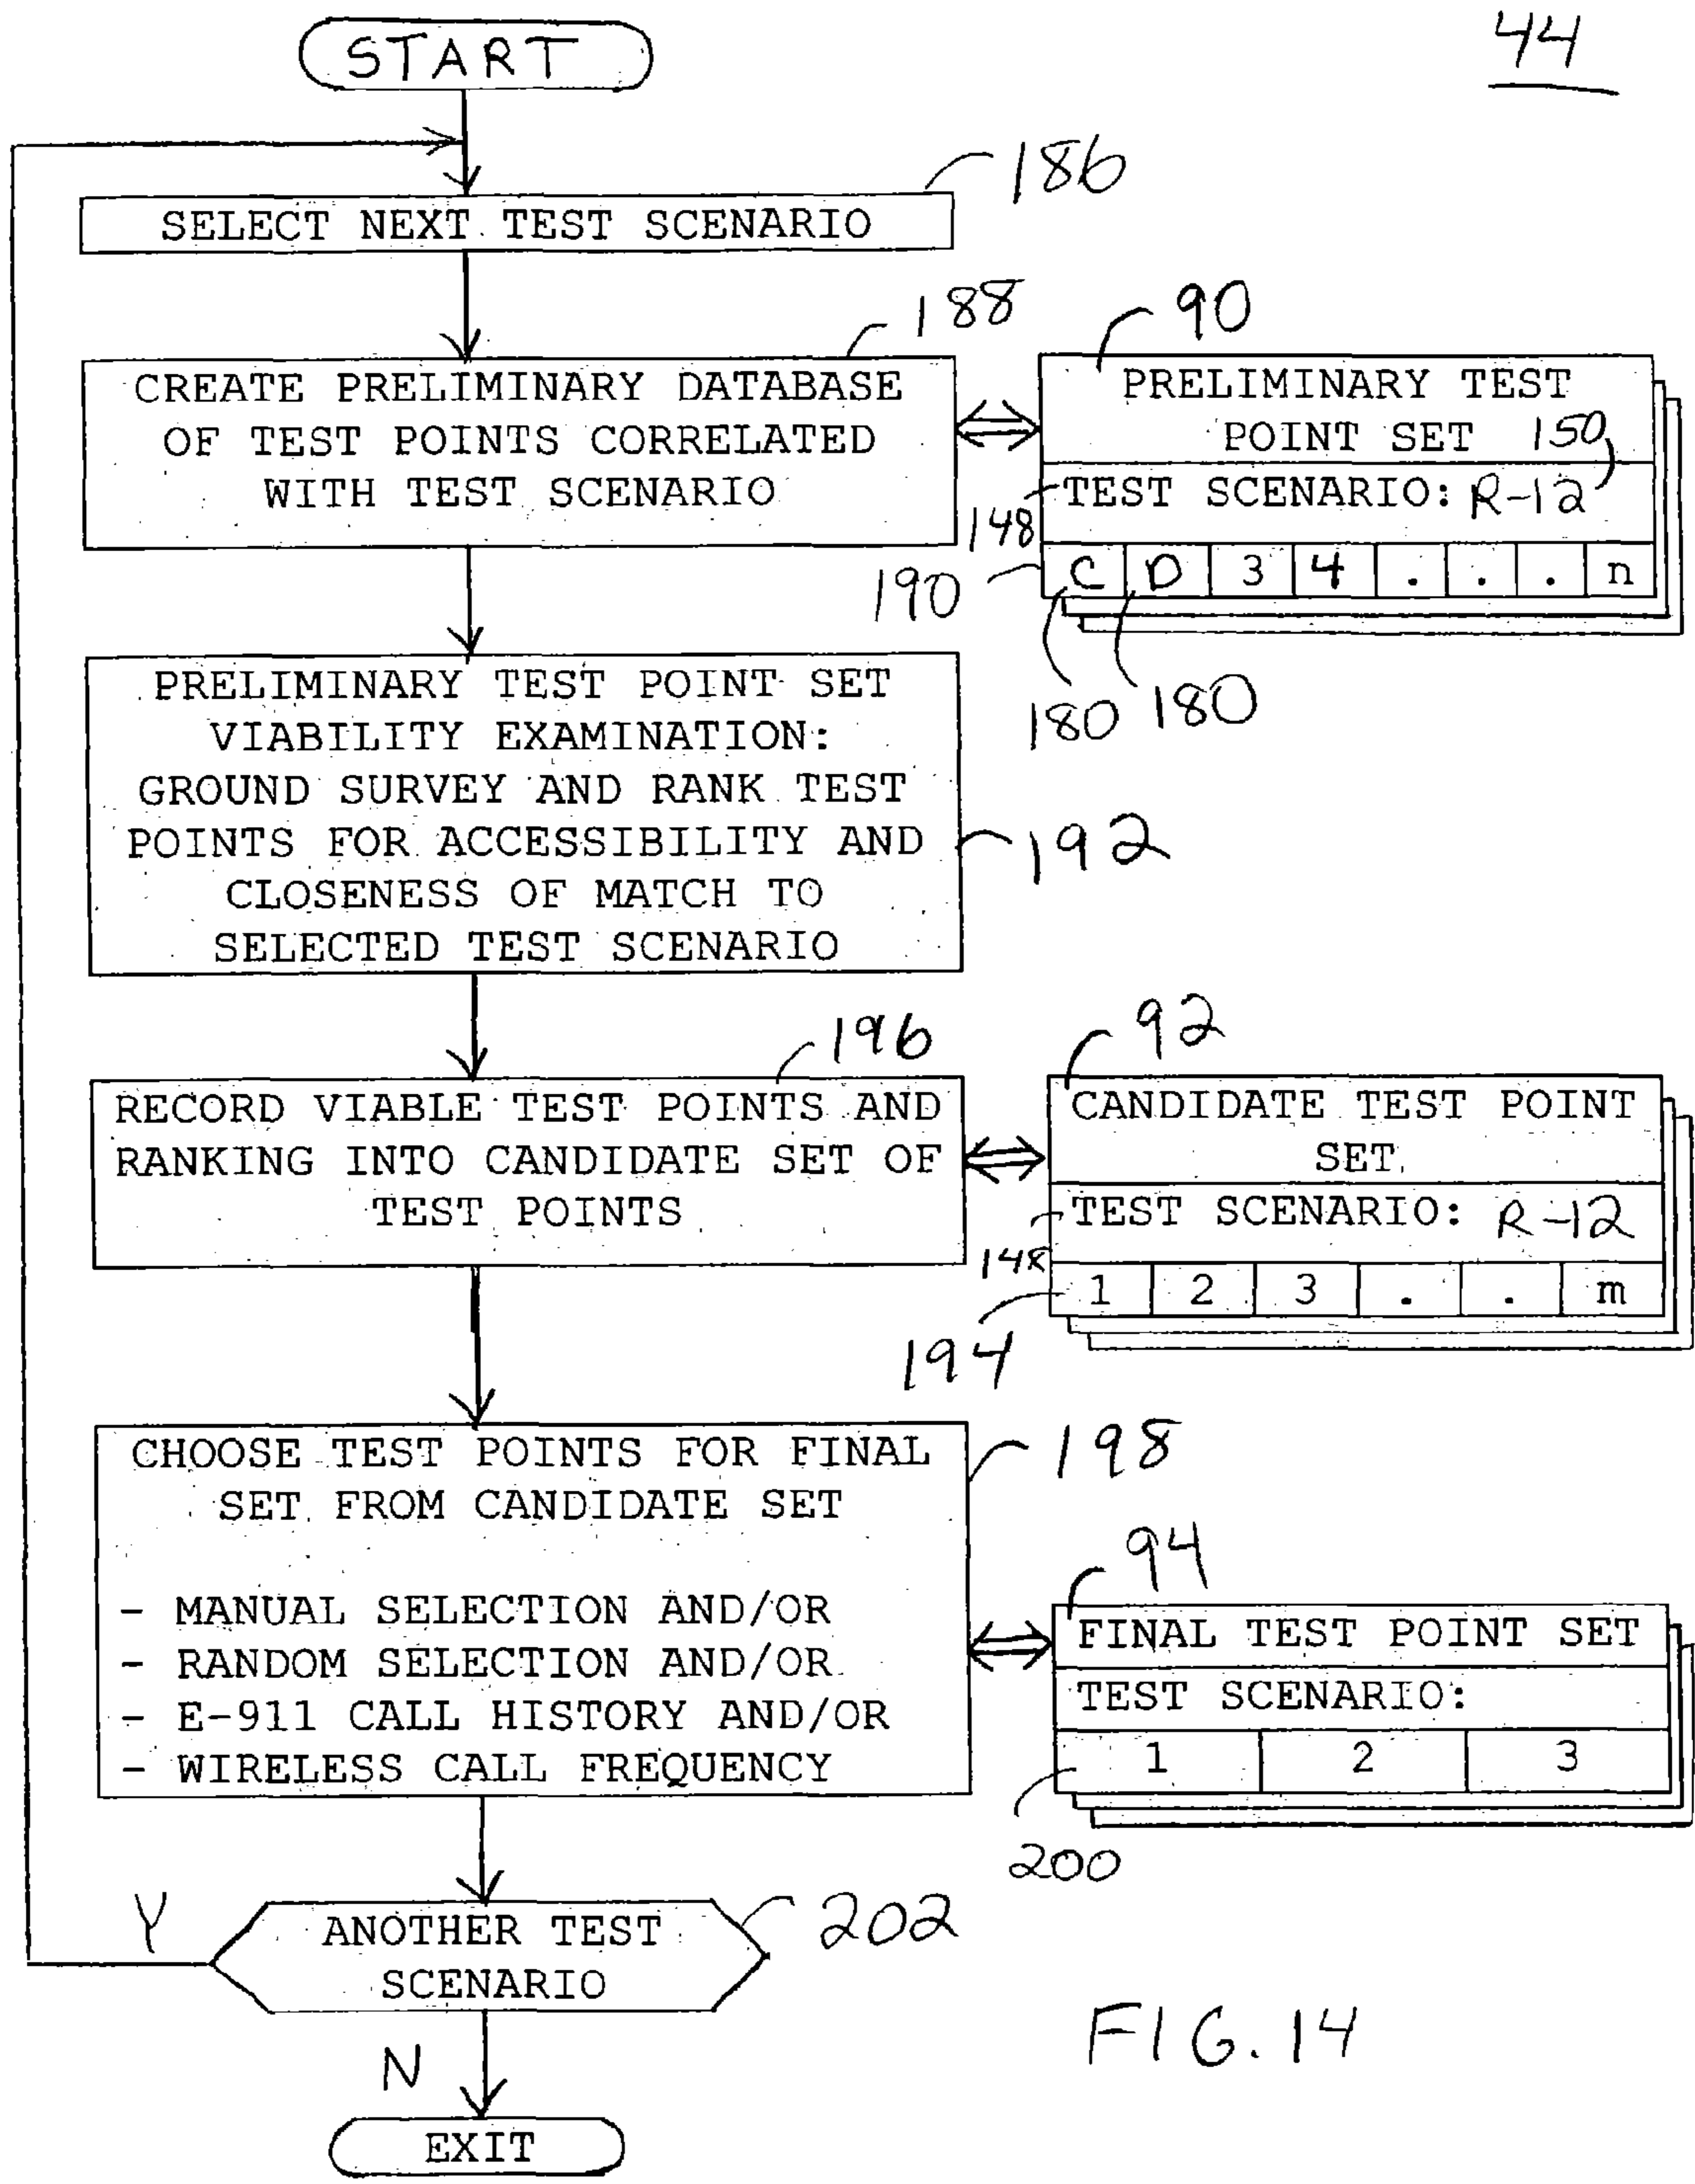 START
44
186
SELECT NEXT TEST SCENARIO
188
CREATE PRELIMINARY DATABASE
OF TEST POINTS CORRELATED
WITH TEST SCENARIO
90
PRELIMINARY TEST
POINT SET 150
TEST SCENARIO: R-12
148
190
C D 3 4 . . . n
180 180
PRELIMINARY TEST POINT SET
VIABILITY EXAMINATION:
GROUND SURVEY AND RANK TEST
POINTS FOR ACCESSIBILITY AND
CLOSENESS OF MATCH TO
SELECTED TEST SCENARIO
192
196
RECORD VIABLE TEST POINTS AND
RANKING INTO CANDIDATE SET OF
TEST POINTS
92
CANDIDATE TEST POINT
SET
TEST SCENARIO: R-12
148
1 2 3 . . m
194
CHOOSE TEST POINTS FOR FINAL
SET FROM CANDIDATE SET
- MANUAL SELECTION AND/OR
- RANDOM SELECTION AND/OR
- E-911 CALL HISTORY AND/OR
- WIRELESS CALL FREQUENCY
198
94
FINAL TEST POINT SET
TEST SCENARIO:
1 2 3
200
Y
ANOTHER TEST
SCENARIO
202
N
EXIT
FIG. 14